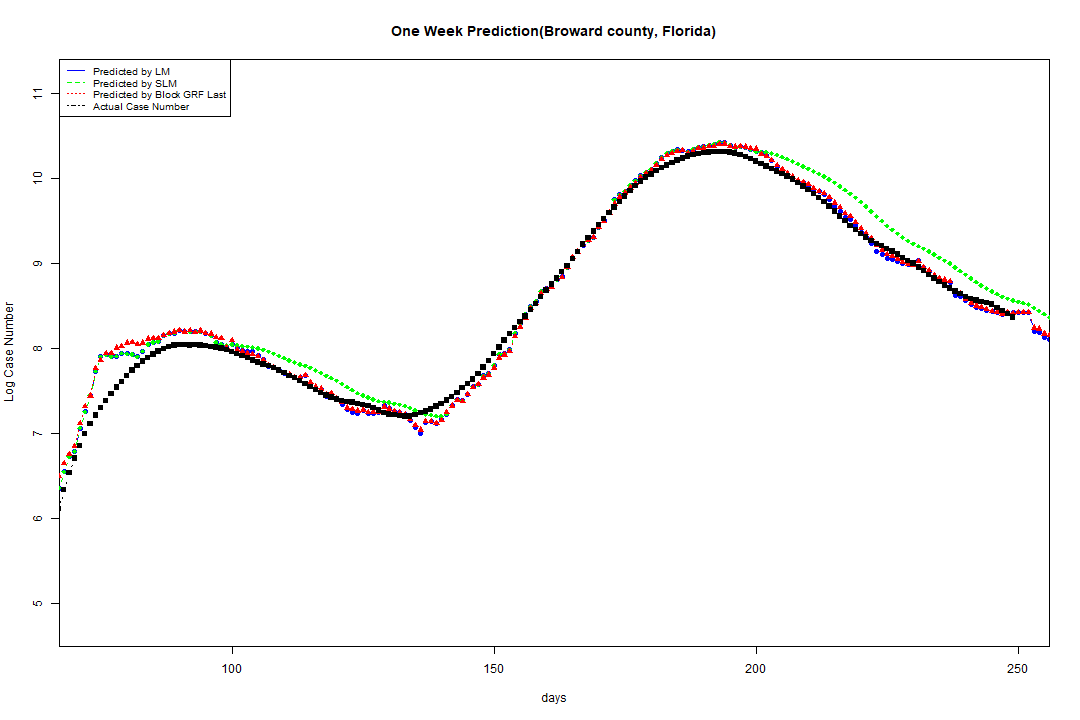 One Week Prediction(Broward county, Florida)
Predicted by LM
Predicted by SLM
Predicted by Block GRF Last
Actual Case Number
11
10
9
8
7
6
5
Log Case Number
100 150 200 250
days